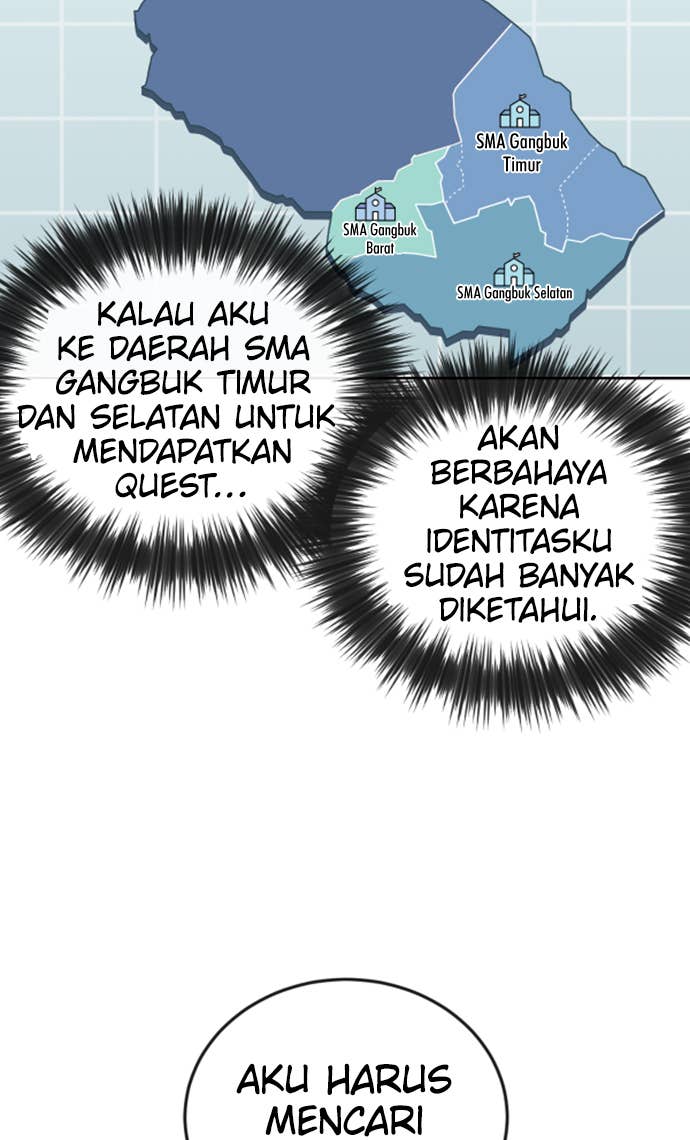 SMA Gangbuk
Timur
SMA Gangbuk
Barat
SMA Gangbuk Selatan
KALAU AKU
KE DAERAH SMA
GANGBUK TIMUR
DAN SELATAN UNTUK
MENDAPATKAN
QUEST...
AKAN
BERBAHAYA
KARENA
IDENTITASKU
SUDAH BANYAK
DIKETAHUI.
AKU HARUS
MENCARI